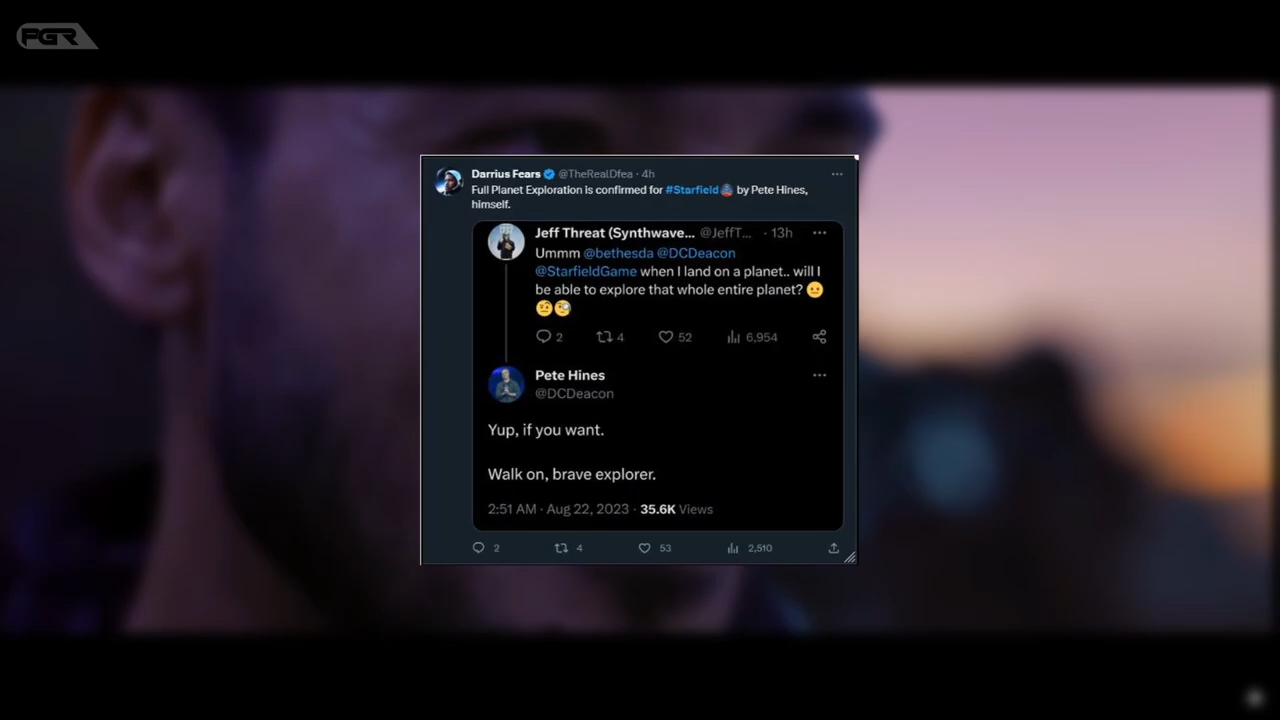 PGR
Darrius Fears @TheRealDfea · 4h
Full Planet Exploration is confirmed for #Starfield by Pete Hines,
himself.
Jeff Threat (Synthwave... @JeffT... · 13h
Ummm @bethesda @DCDeacon
@StarfieldGame when I land on a planet.. will I
be able to explore that whole entire planet? 😐
🤨🧐
2 4 52 6,954
Pete Hines
@DCDeacon
Yup, if you want.
Walk on, brave explorer.
2:51 AM · Aug 22, 2023 · 35.6K Views
2 4 53 2,510